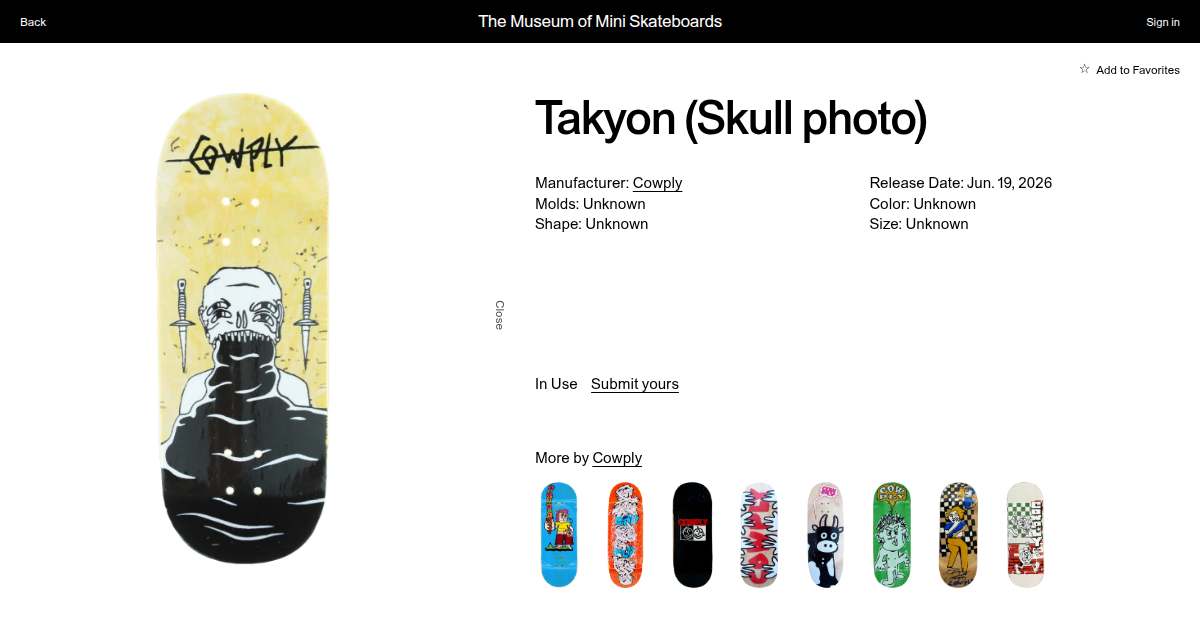 Back
The Museum of Mini Skateboards
Sign in
☆ Add to Favorites
COWPLY
Takyon (Skull photo)
Manufacturer: Cowply
Molds: Unknown
Shape: Unknown
Release Date: Jun. 19, 2026
Color: Unknown
Size: Unknown
Close
In Use Submit yours
More by Cowply